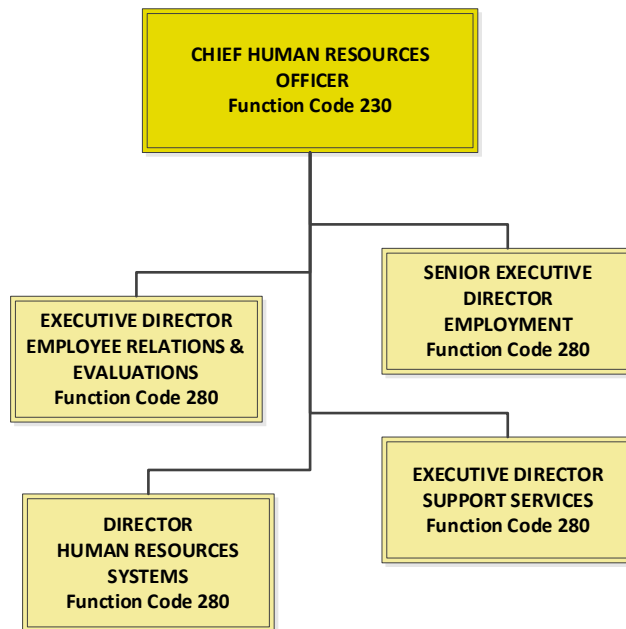 CHIEF HUMAN RESOURCES
OFFICER
Function Code 230
SENIOR EXECUTIVE
DIRECTOR
EMPLOYMENT
Function Code 280
EXECUTIVE DIRECTOR
EMPLOYEE RELATIONS &
EVALUATIONS
Function Code 280
EXECUTIVE DIRECTOR
SUPPORT SERVICES
Function Code 280
DIRECTOR
HUMAN RESOURCES
SYSTEMS
Function Code 280